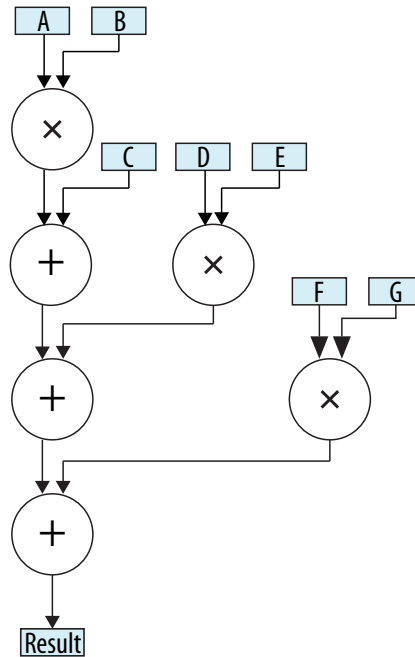 A B
×
C D E
+ ×
F G
+ ×
+
Result